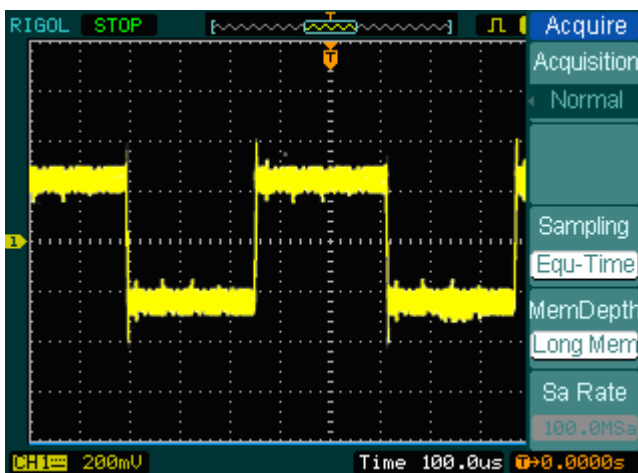 RIGOL STOP
T
Acquire
Acquisition
Normal
1
Sampling
Equ-Time
MemDepth
Long Mem
Sa Rate
100.0MSa
CH1 200mV Time 100.0us T→0.0000s